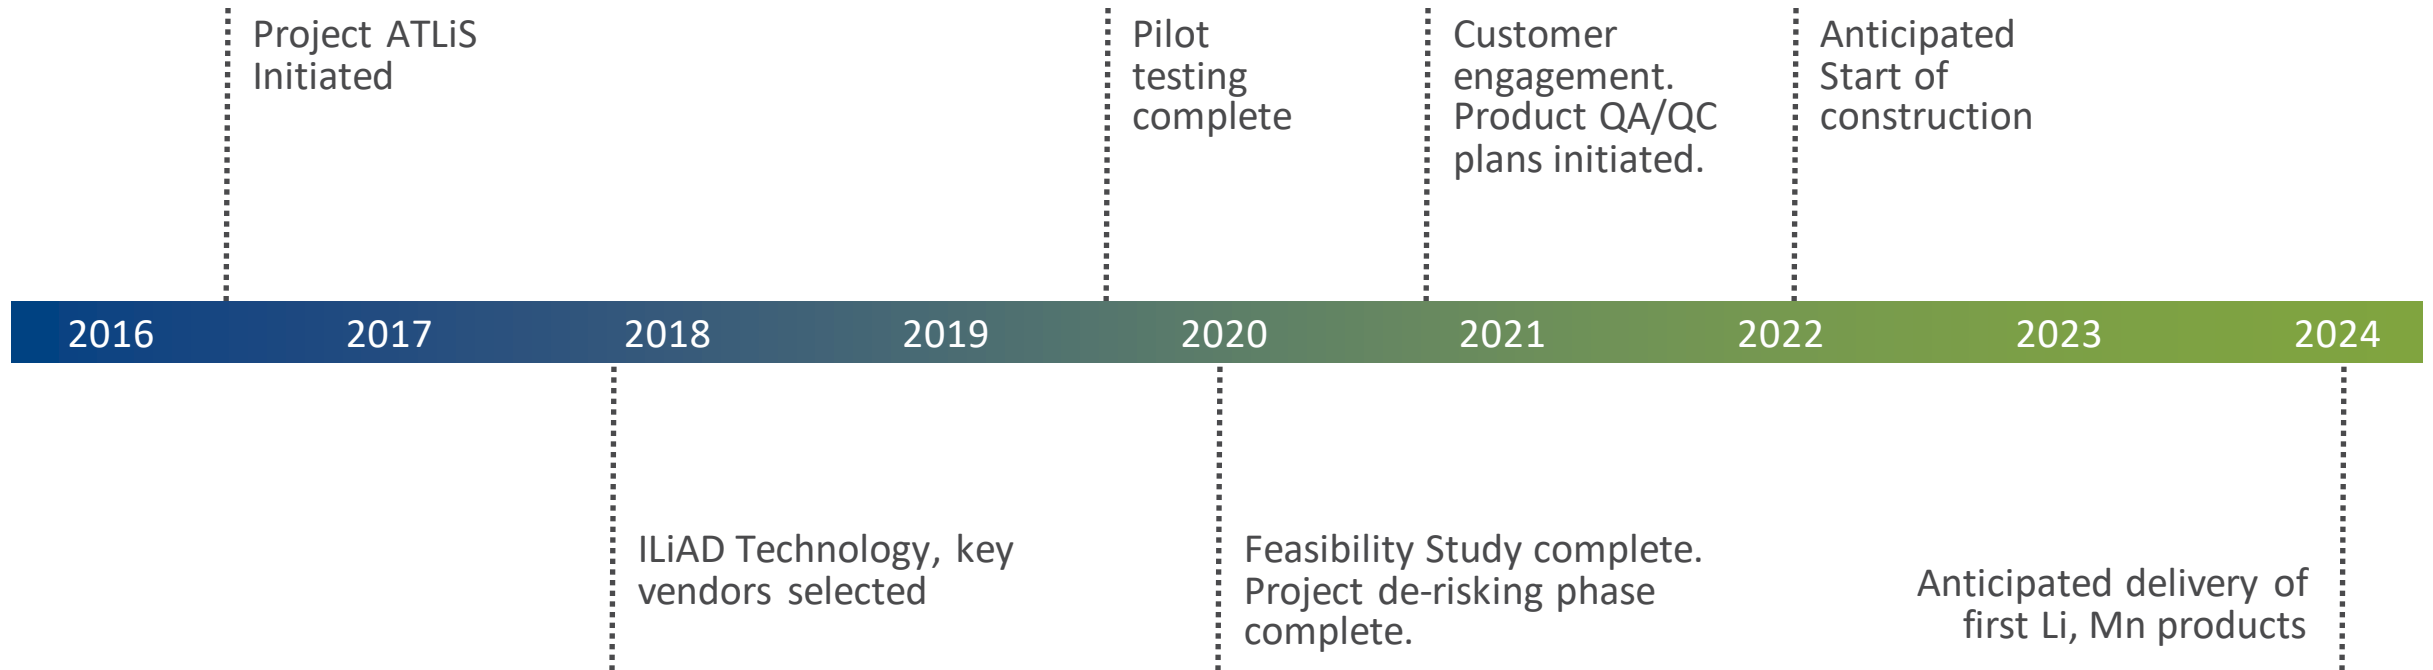 Project ATLiS
Initiated
Pilot
testing
complete
Customer
engagement.
Product QA/QC
plans initiated.
Anticipated
Start of
construction
2016 2017 2018 2019 2020 2021 2022 2023 2024
ILiAD Technology, key
vendors selected
Feasibility Study complete.
Project de-risking phase
complete.
Anticipated delivery of
first Li, Mn products